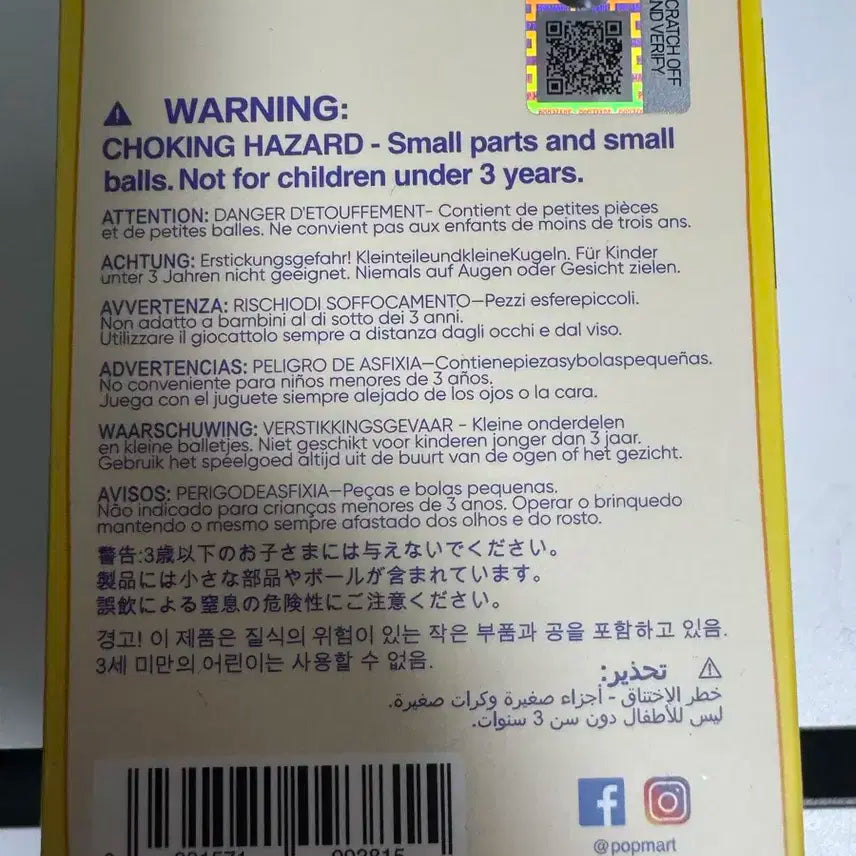 SCRATCH OFF
AND VERIFY
WARNING:
CHOKING HAZARD - Small parts and small
balls. Not for children under 3 years.
ATTENTION: DANGER D'ETOUFFEMENT- Contient de petites pièces
et de petites balles. Ne convient pas aux enfants de moins de trois ans.
ACHTUNG: Erstickungsgefahr! KleinteileundkleineKugeln. Für Kinder
unter 3 Jahren nicht geeignet. Niemals auf Augen oder Gesicht zielen.
AVVERTENZA: RISCHIODI SOFFOCAMENTO—Pezzi esferepiccoli.
Non adatto a bambini al di sotto dei 3 anni.
Utilizzare il giocattolo sempre a distanza dagli occhi e dal viso.
ADVERTENCIAS: PELIGRO DE ASFIXIA—Contienepiezasybolaspequeñas.
No conveniente para niños menores de 3 años.
Juega con el juguete siempre alejado de los ojos o la cara.
WAARSCHUWING: VERSTIKKINGSGEVAAR - Kleine onderdelen
en kleine balletjes. Niet geschikt voor kinderen jonger dan 3 jaar.
Gebruik het speelgoed altijd uit de buurt van de ogen of het gezicht.
AVISOS: PERIGODEASFIXIA—Peças e bolas pequenas.
Não indicado para crianças menores de 3 anos. Operar o brinquedo
mantendo o mesmo sempre afastado dos olhos e do rosto.
警告:3歳以下のお子さまには与えないでください。
製品には小さな部品やボールが含まれています。
誤飲による窒息の危険性にご注意ください。
경고! 이 제품은 질식의 위험이 있는 작은 부품과 공을 포함하고 있음.
3세 미만의 어린이는 사용할 수 없음.
تحذير:
خطر الإختناق - أجزاء صغيرة وكرات صغيرة.
ليس للأطفال دون سن 3 سنوات.
@popmart